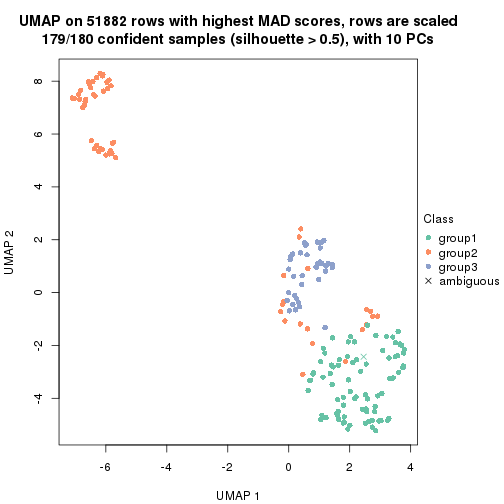 UMAP on 51882 rows with highest MAD scores, rows are scaled
179/180 confident samples (silhouette > 0.5), with 10 PCs
8
6
4
2
0
-2
-4
UMAP 2
-6
-4
-2
0
2
4
UMAP 1
Class
group1
group2
group3
ambiguous